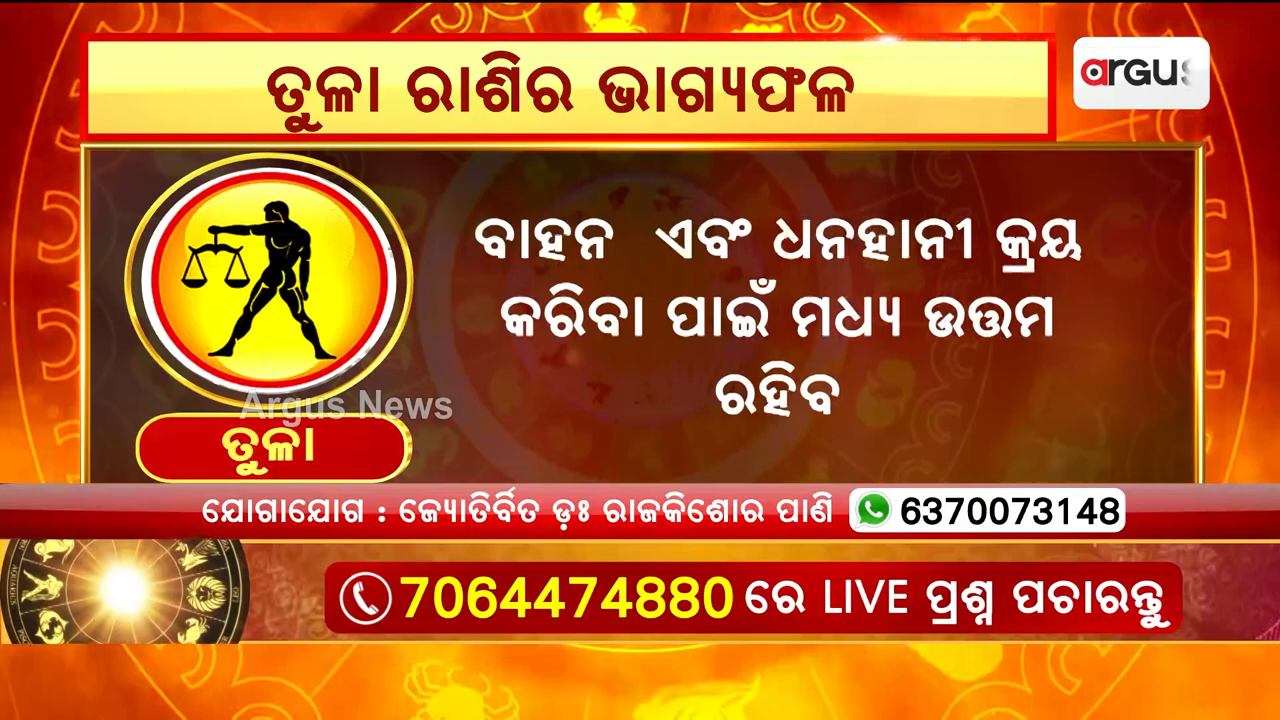 ତୁଳା ରାଶିର ଭାଗ୍ୟଫଳ
argus
ବାହନ ଏବଂ ଧନହାନୀ କ୍ରୟ
କରିବା ପାଇଁ ମଧ୍ୟ ଉତ୍ତମ
ରହିବ
Argus News
ତୁଳା
ଯୋଗାଯୋଗ : ଜ୍ୟୋତିର୍ବିତ ଡ଼ଃ ରାଜକିଶୋର ପାଣି 6370073148
7064474880 ରେ LIVE ପ୍ରଶ୍ନ ପଚାରନ୍ତୁ